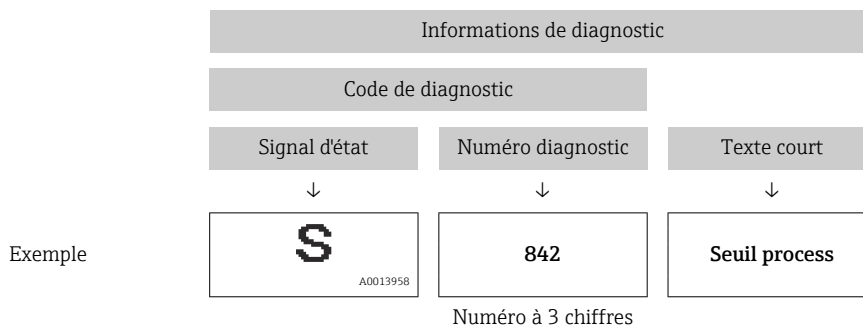 Informations de diagnostic
Code de diagnostic
Signal d'état Numéro diagnostic Texte court
↓ ↓ ↓
Exemple S 842 Seuil process
A0013958
Numéro à 3 chiffres